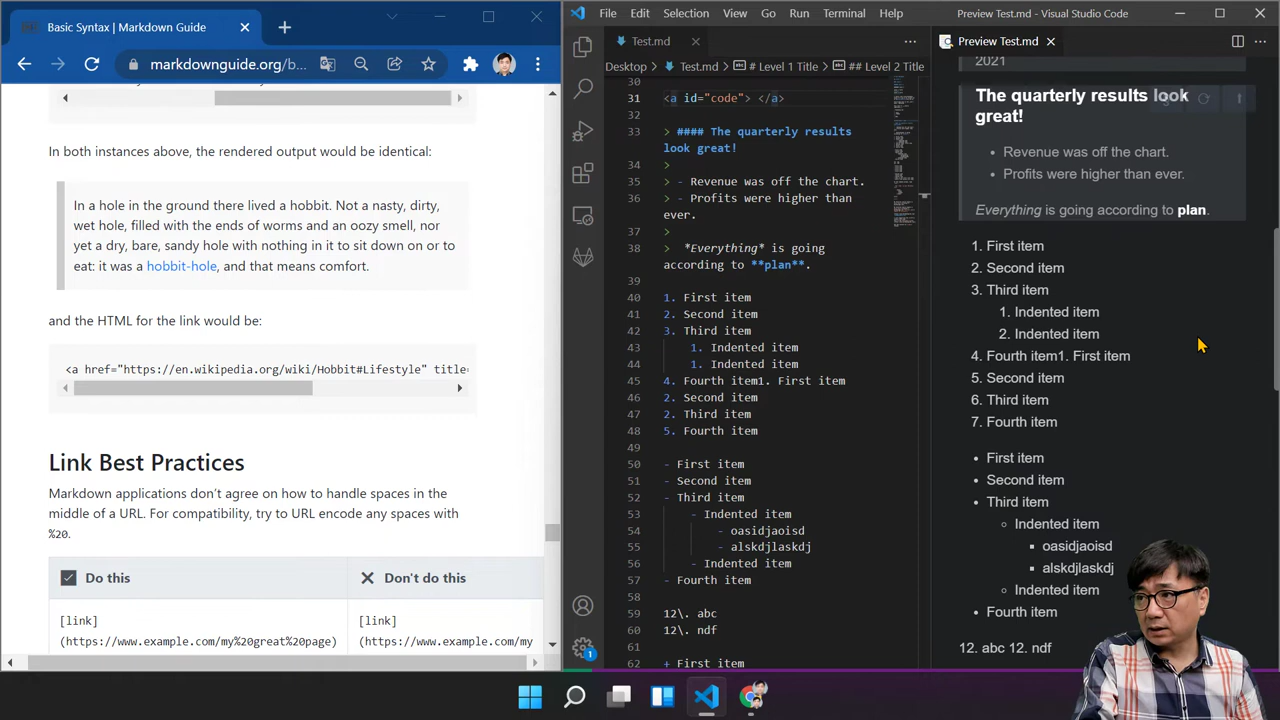 Basic Syntax | Markdown Guide
markdownguide.org/b...
In both instances above, the rendered output would be identical:
In a hole in the ground there lived a hobbit. Not a nasty, dirty,
wet hole, filled with the ends of worms and an oozy smell, nor
yet a dry, bare, sandy hole with nothing in it to sit down on or to
eat: it was a hobbit-hole, and that means comfort.
and the HTML for the link would be:
<a href="https://en.wikipedia.org/wiki/Hobbit#Lifestyle" title=
Link Best Practices
Markdown applications don't agree on how to handle spaces in the
middle of a URL. For compatibility, try to URL encode any spaces with
%20.
Do this
Don't do this
[link]
(https://www.example.com/my%20great%20page)
[link]
(https://www.example.com/my
File Edit Selection View Go Run Terminal Help
Preview Test.md - Visual Studio Code
Test.md
Desktop > Test.md > # Level 1 Title > ## Level 2 Title
30
31 <a id="code"> </a>
32
33 > #### The quarterly results
look great!
34 >
35 > - Revenue was off the chart.
36 > - Profits were higher than
ever.
37 >
38 > *Everything* is going
according to **plan**.
39
40 1. First item
41 2. Second item
42 3. Third item
43 1. Indented item
44 1. Indented item
45 4. Fourth item1. First item
46 2. Second item
47 2. Third item
48 5. Fourth item
49
50 - First item
51 - Second item
52 - Third item
53 - Indented item
54 - oasidjaoisd
55 - alskdjlaskdj
56 - Indented item
57 - Fourth item
58
59 12\. abc
60 12\. ndf
61
62 + First item
1
Preview Test.md
2021
The quarterly results look
great!
• Revenue was off the chart.
• Profits were higher than ever.
Everything is going according to plan.
1. First item
2. Second item
3. Third item
1. Indented item
2. Indented item
4. Fourth item1. First item
5. Second item
6. Third item
7. Fourth item
• First item
• Second item
• Third item
◦ Indented item
▪ oasidjaoisd
▪ alskdjlaskdj
◦ Indented item
• Fourth item
12. abc 12. ndf